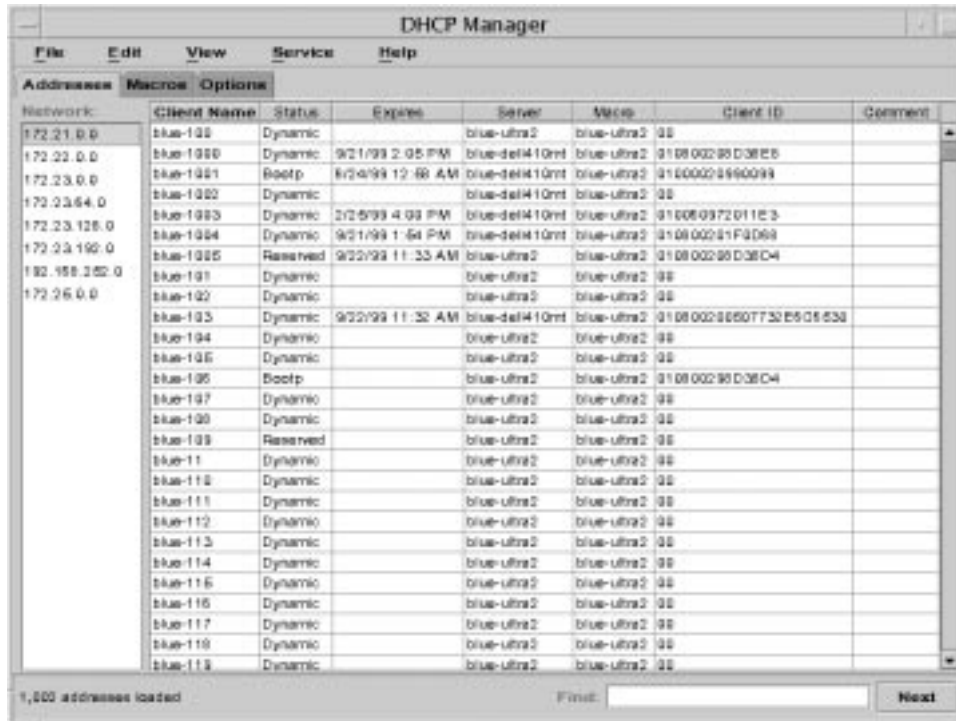 DHCP Manager
File Edit View Service Help
Addresses Macros Options
Network: Client Name Status Expires Server Macro Client ID Comment
172.21.0.0 blue-100 Dynamic blue-ultra2 blue-ultra2 00
172.22.0.0 blue-1000 Dynamic 9/21/99 2:05 PM blue-dell410mt blue-ultra2
172.23.0.0 blue-1001 Bootp blue-dell410mt blue-ultra2
172.23.64.0 blue-1002 Dynamic blue-ultra2 blue-ultra2 00
172.23.128.0 blue-1003 Dynamic blue-dell410mt blue-ultra2
172.23.192.0 blue-1004 Dynamic 9/21/99 1:54 PM blue-dell410mt blue-ultra2
192.168.252.0 blue-1005 Reserved 9/22/99 11:33 AM blue-ultra2 blue-ultra2
172.26.0.0 blue-101 Dynamic blue-ultra2 blue-ultra2 00
blue-102 Dynamic blue-ultra2 blue-ultra2 00
blue-103 Dynamic 9/22/99 11:32 AM blue-dell410mt blue-ultra2
blue-104 Dynamic blue-ultra2 blue-ultra2 00
blue-105 Dynamic blue-ultra2 blue-ultra2 00
blue-106 Bootp blue-ultra2 blue-ultra2
blue-107 Dynamic blue-ultra2 blue-ultra2 00
blue-108 Dynamic blue-ultra2 blue-ultra2 00
blue-109 Reserved blue-ultra2 blue-ultra2 00
blue-11 Dynamic blue-ultra2 blue-ultra2 00
blue-110 Dynamic blue-ultra2 blue-ultra2 00
blue-111 Dynamic blue-ultra2 blue-ultra2 00
blue-112 Dynamic blue-ultra2 blue-ultra2 00
blue-113 Dynamic blue-ultra2 blue-ultra2 00
blue-114 Dynamic blue-ultra2 blue-ultra2 00
blue-115 Dynamic blue-ultra2 blue-ultra2 00
blue-116 Dynamic blue-ultra2 blue-ultra2 00
blue-117 Dynamic blue-ultra2 blue-ultra2 00
blue-118 Dynamic blue-ultra2 blue-ultra2 00
blue-119 Dynamic blue-ultra2 blue-ultra2 00
addresses loaded Find: Next